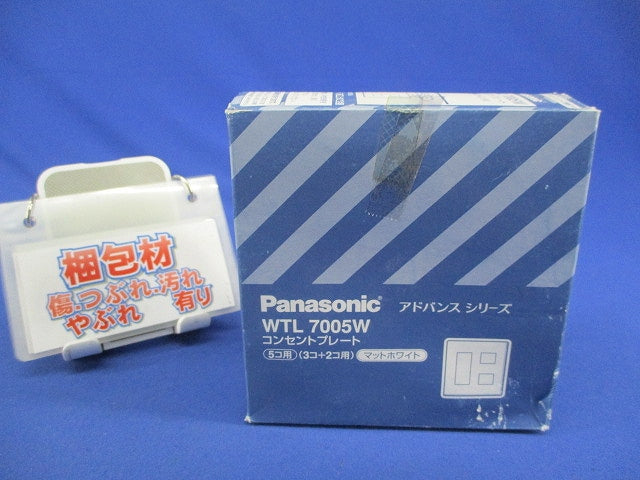 梱包材
傷.つぶれ.汚れ
やぶれ 有り
Panasonic アドバンス シリーズ
WTL 7005W
コンセントプレート
5コ用 (3コ+2コ用) マットホワイト